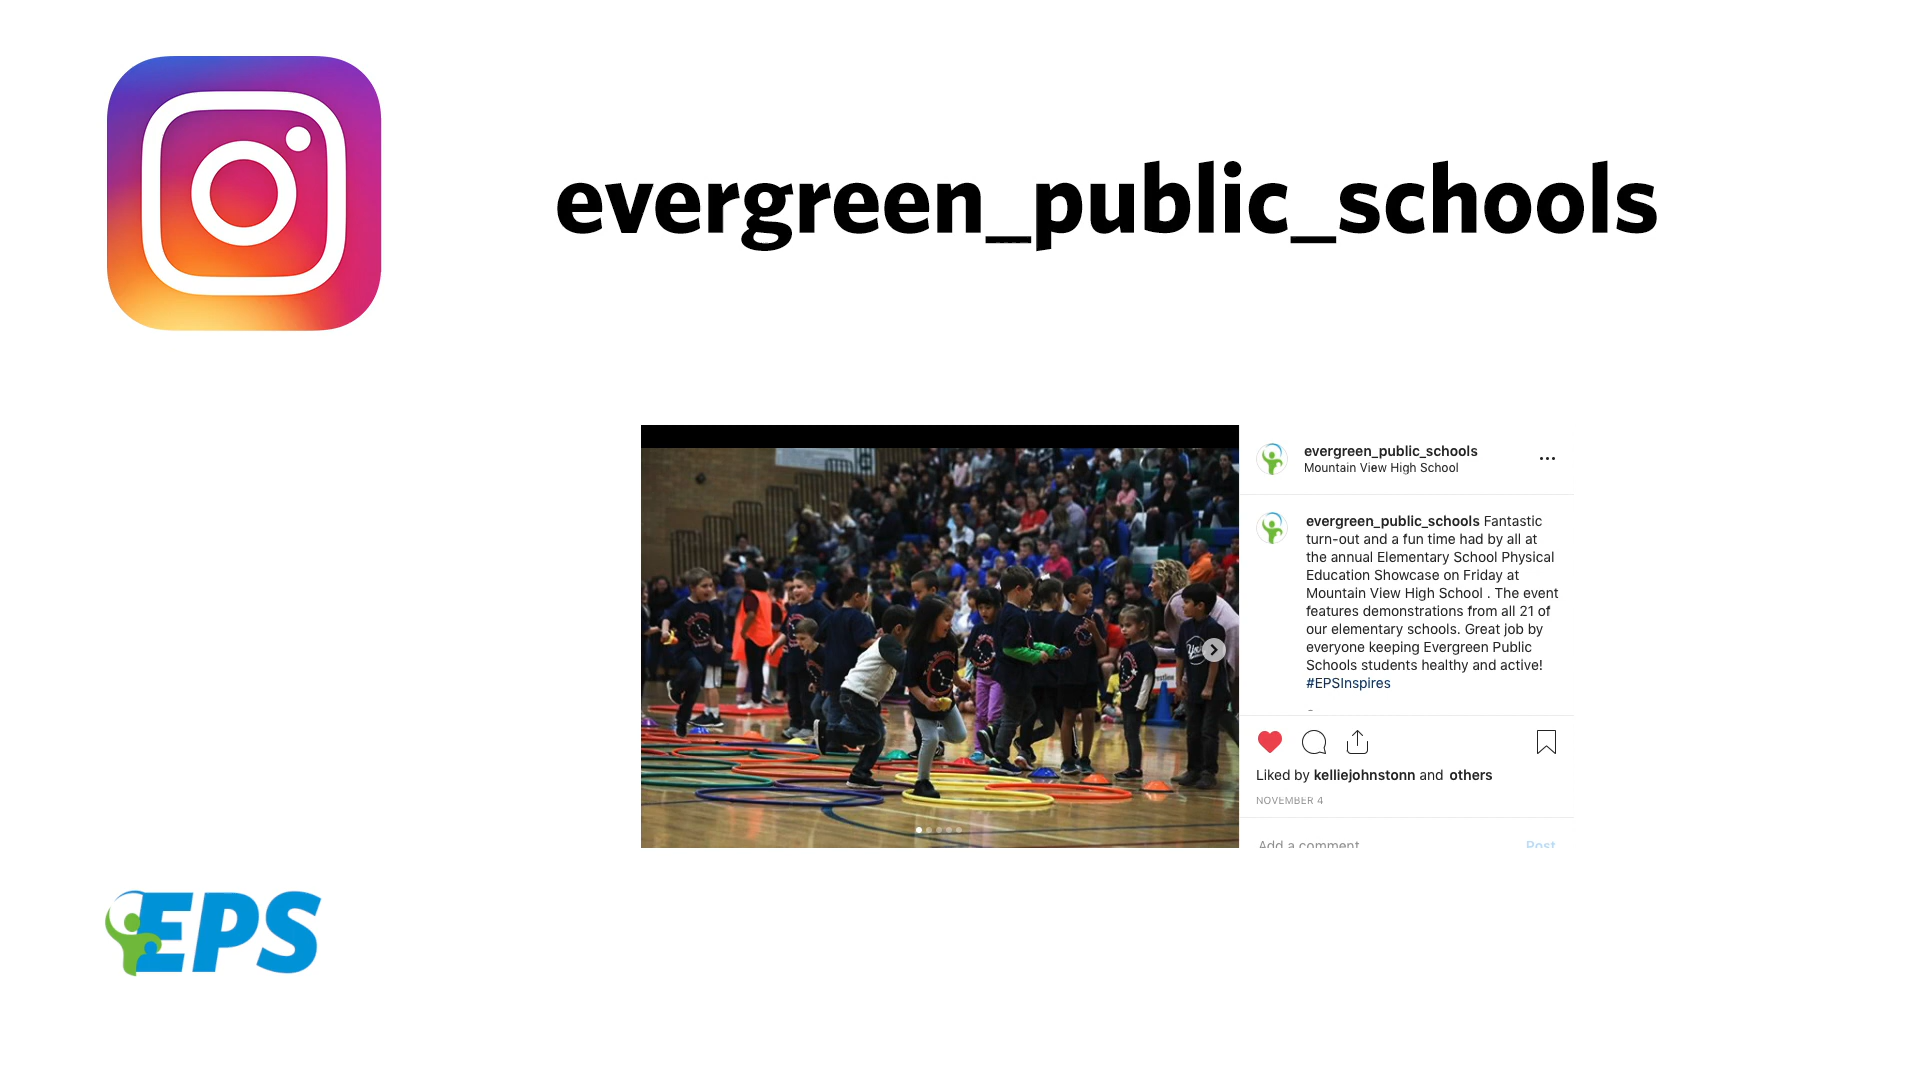 evergreen_public_schools
evergreen_public_schools
Mountain View High School
evergreen_public_schools Fantastic
turn-out and a fun time had by all at
the annual Elementary School Physical
Education Showcase on Friday at
Mountain View High School . The event
features demonstrations from all 21 of
our elementary schools. Great job by
everyone keeping Evergreen Public
Schools students healthy and active!
#EPSInspires
Liked by kelliejohnstonn and others
NOVEMBER 4
Add a comment
Post
EPS